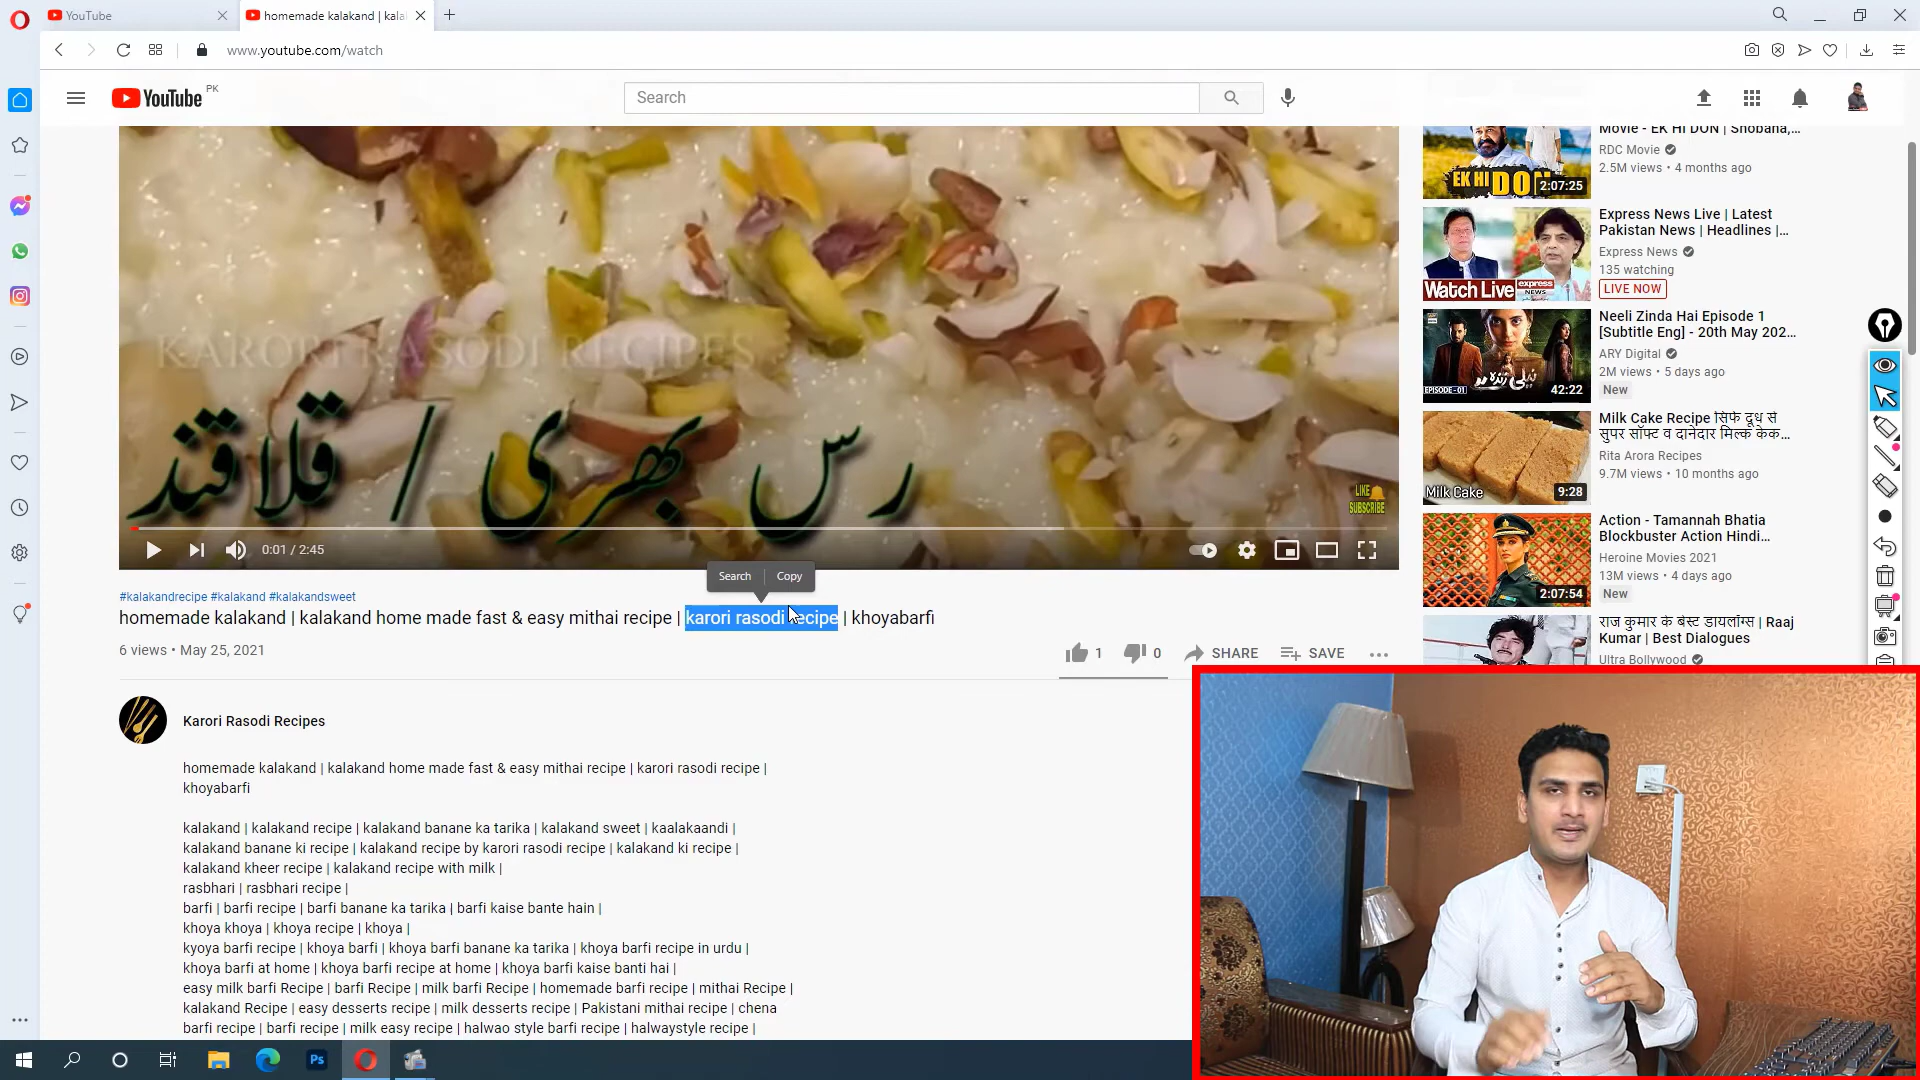 YouTube
homemade kalakand | kala
www.youtube.com/watch
YouTube PK
Search
KARORI RASODI RECIPES
رس بھری / قلاقند
LIKE
SUBSCRIBE
0:01 / 2:45
Search Copy
#kalakandrecipe #kalakand #kalakandsweet
homemade kalakand | kalakand home made fast & easy mithai recipe | karori rasodi recipe | khoyabarfi
6 views • May 25, 2021
1 0 SHARE SAVE
Karori Rasodi Recipes
homemade kalakand | kalakand home made fast & easy mithai recipe | karori rasodi recipe |
khoyabarfi
kalakand | kalakand recipe | kalakand banane ka tarika | kalakand sweet | kaalakaandi |
kalakand banane ki recipe | kalakand recipe by karori rasodi recipe | kalakand ki recipe |
kalakand kheer recipe | kalakand recipe with milk |
rasbhari | rasbhari recipe |
barfi | barfi recipe | barfi banane ka tarika | barfi kaise bante hain |
khoya khoya | khoya recipe | khoya |
kyoya barfi recipe | khoya barfi | khoya barfi banane ka tarika | khoya barfi recipe in urdu |
khoya barfi at home | khoya barfi recipe at home | khoya barfi kaise banti hai |
easy milk barfi Recipe | barfi Recipe | milk barfi Recipe | homemade barfi recipe | mithai Recipe |
kalakand Recipe | easy desserts recipe | milk desserts recipe | Pakistani mithai recipe | chena
barfi recipe | barfi recipe | milk easy recipe | halwao style barfi recipe | halwaystyle recipe |
EK HI DON
2:07:25
Movie - EK HI DON | Shobana,...
RDC Movie
2.5M views • 4 months ago
Watch Live express NEWS
Express News Live | Latest
Pakistan News | Headlines |...
Express News
135 watching
LIVE NOW
EPISODE - 01
42:22
Neeli Zinda Hai Episode 1
[Subtitle Eng] - 20th May 202...
ARY Digital
2M views • 5 days ago
New
Milk Cake
9:28
Milk Cake Recipe सिर्फ दूध से
सुपर सॉफ्ट व दानेदार मिल्क केक...
Rita Arora Recipes
9.7M views • 10 months ago
2:07:54
Action - Tamannah Bhatia
Blockbuster Action Hindi...
Heroine Movies 2021
13M views • 4 days ago
New
राज कुमार के बेस्ट डायलॉग्स | Raaj
Kumar | Best Dialogues
Ultra Bollywood
Ps